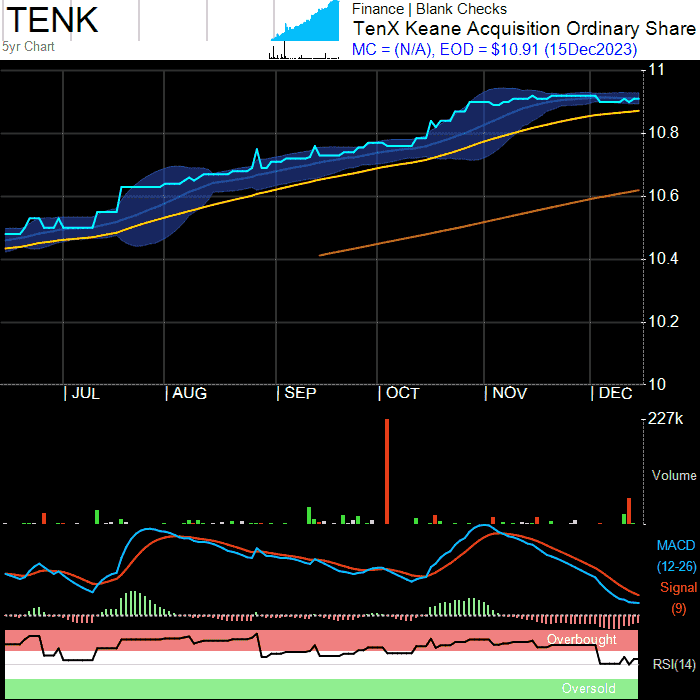 TENK
5yr Chart
Finance | Blank Checks
TenX Keane Acquisition Ordinary Share
MC = (N/A), EOD = $10.91 (15Dec2023)
11
10.8
10.6
10.4
10.2
10
| JUL | AUG | SEP | OCT | NOV | DEC
227k
Volume
MACD
(12-26)
Signal
(9)
Overbought
RSI(14)
Oversold